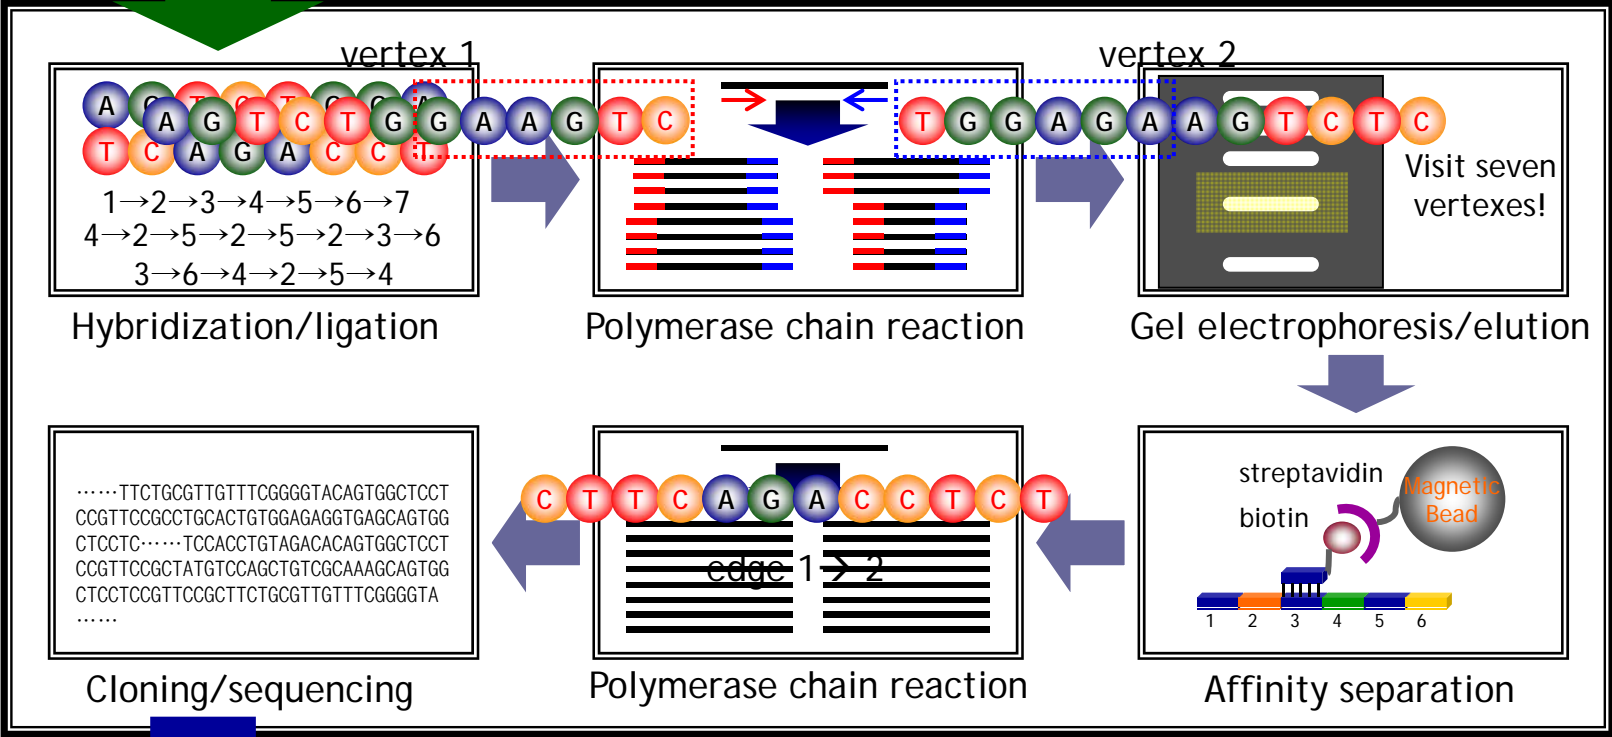 vertex 1
vertex 2
A G T C T G G A
A G T C T G G A A G T C
T G G A G A A G T C T C
T C A G A C C T
1→2→3→4→5→6→7
4→2→5→2→5→2→3→6
3→6→4→2→5→4
Visit seven
vertexes!
Hybridization/ligation
Polymerase chain reaction
Gel electrophoresis/elution
……TTCTGCGTTGTTTCGGGGTACAGTGGCTCCT
CCGTTCCGCCTGCACTGTGGAGAGGTGAGCAGTGG
CTCCTC……TCCACCTGTAGACACAGTGGCTCCT
CCGTTCCGCTATGTCCAGCTGTCGCAAAGCAGTGG
CTCCTCCGTTCCGCTTCTGCGTTGTTTCGGGGTA
……
C T T C A G A C C T C T
edge 1→ 2
streptavidin
biotin
Magnetic
Bead
1 2 3 4 5 6
Cloning/sequencing
Polymerase chain reaction
Affinity separation